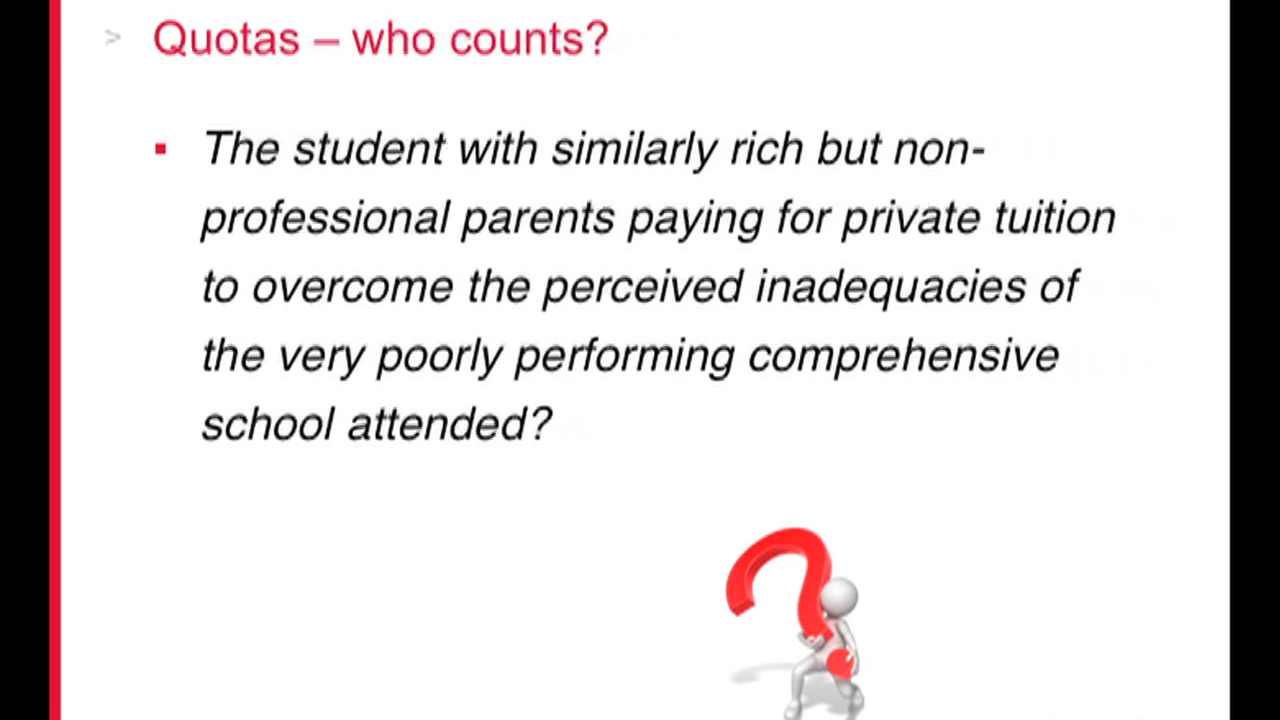 > Quotas – who counts?
▪ The student with similarly rich but non-
professional parents paying for private tuition
to overcome the perceived inadequacies of
the very poorly performing comprehensive
school attended?